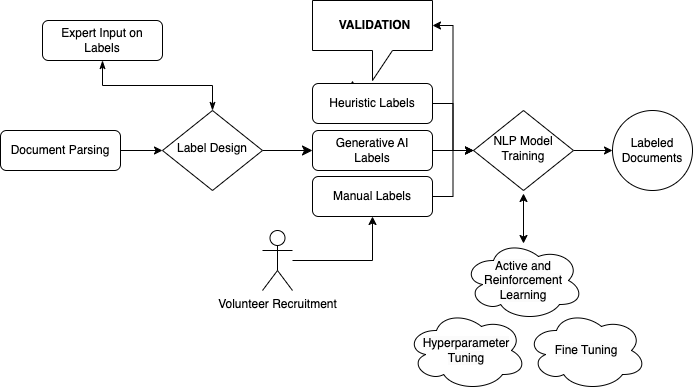 Expert Input on
Labels
VALIDATION
Heuristic Labels
Document Parsing
Label Design
Generative AI
Labels
NLP Model
Training
Labeled
Documents
Manual Labels
Volunteer Recruitment
Active and
Reinforcement
Learning
Hyperparameter
Tuning
Fine Tuning